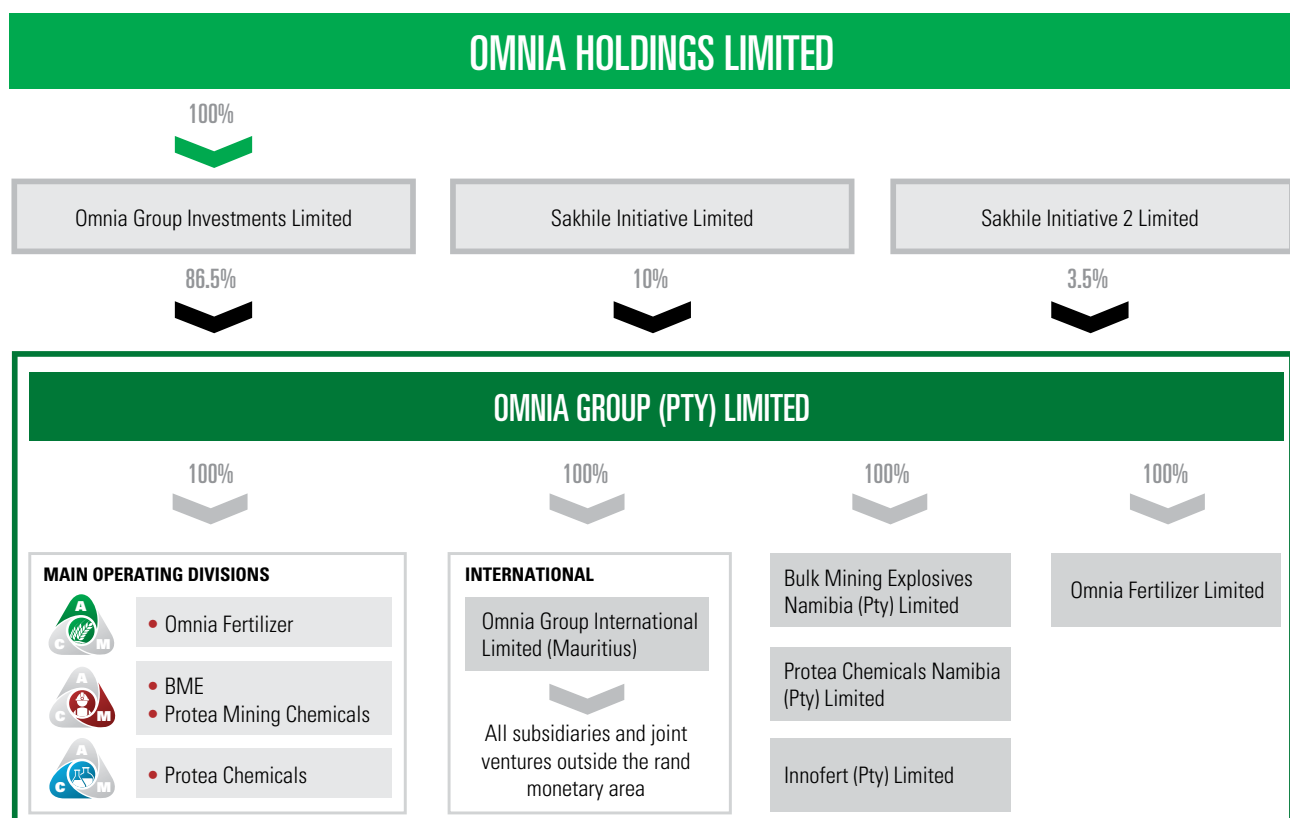 OMNIA HOLDINGS LIMITED
100%
Omnia Group Investments Limited
Sakhile Initiative Limited
Sakhile Initiative 2 Limited
86.5%
10%
3.5%
OMNIA GROUP (PTY) LIMITED
100%
100%
100%
100%
MAIN OPERATING DIVISIONS
A
C M
• Omnia Fertilizer
A
C M
• BME
• Protea Mining Chemicals
A
C M
• Protea Chemicals
INTERNATIONAL
Omnia Group International
Limited (Mauritius)
All subsidiaries and joint
ventures outside the rand
monetary area
Bulk Mining Explosives
Namibia (Pty) Limited
Protea Chemicals Namibia
(Pty) Limited
Innofert (Pty) Limited
Omnia Fertilizer Limited